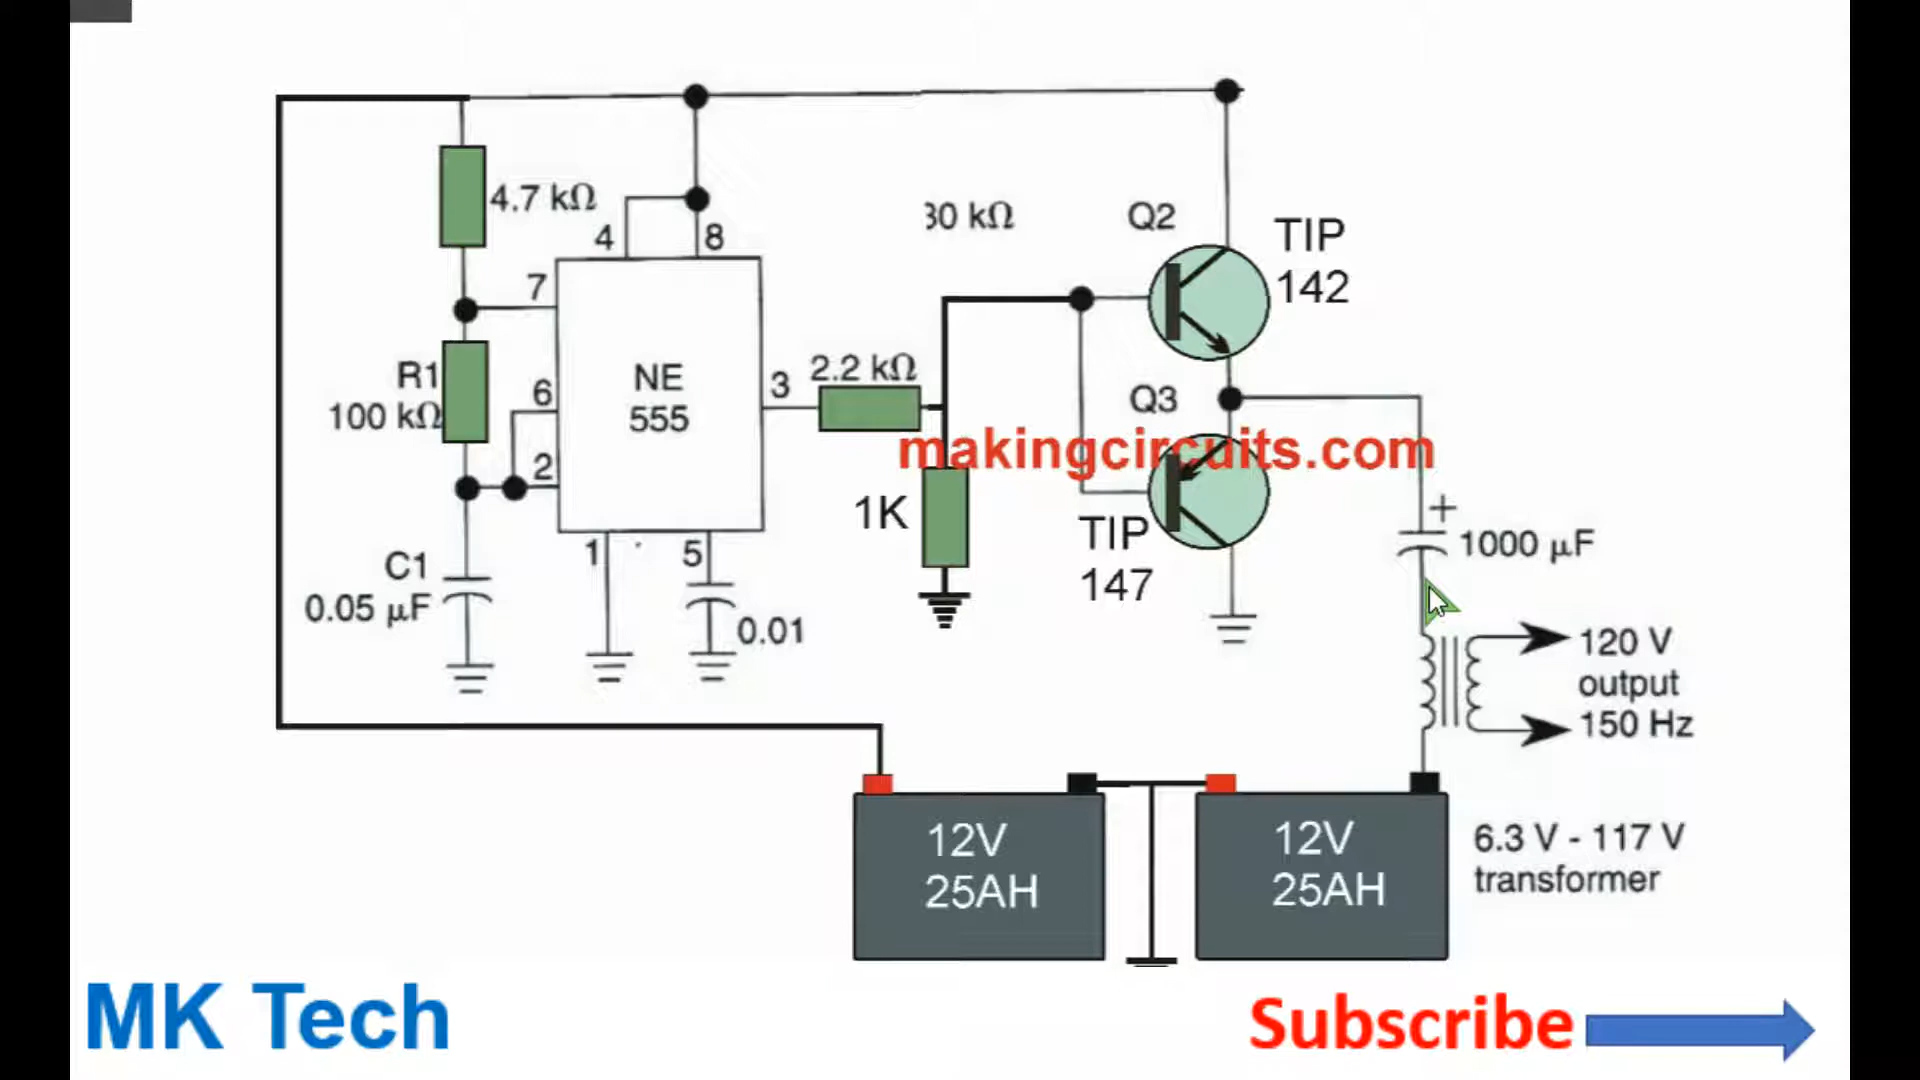 4.7 kΩ
4
8
7
R1
100 kΩ
6
2
NE
555
3
2.2 kΩ
30 kΩ
Q2
TIP
142
Q3
makingcircuits.com
1K
TIP
147
+
1000 µF
C1
0.05 µF
1
5
0.01
120 V
output
150 Hz
12V
25AH
12V
25AH
6.3 V - 117 V
transformer
MK Tech
Subscribe